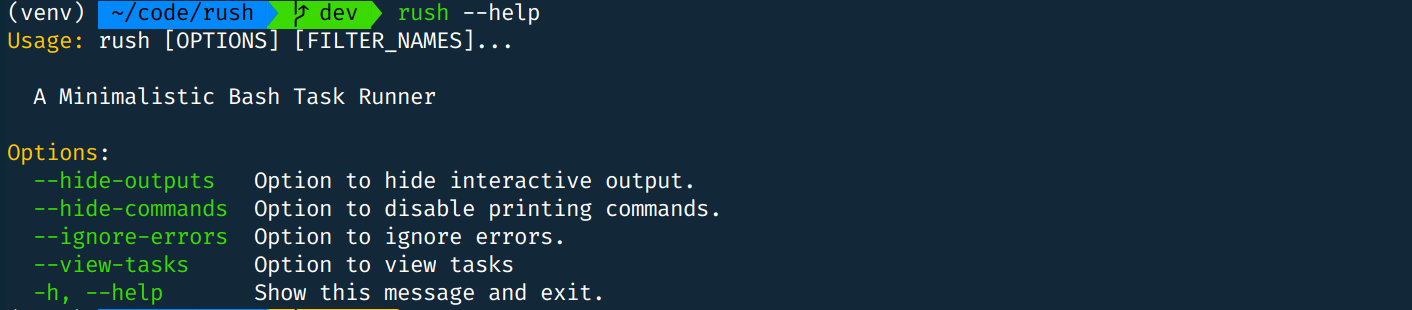 (venv) ~/code/rush dev rush --help
Usage: rush [OPTIONS] [FILTER_NAMES]...
A Minimalistic Bash Task Runner
Options:
--hide-outputs Option to hide interactive output.
--hide-commands Option to disable printing commands.
--ignore-errors Option to ignore errors.
--view-tasks Option to view tasks
-h, --help Show this message and exit.